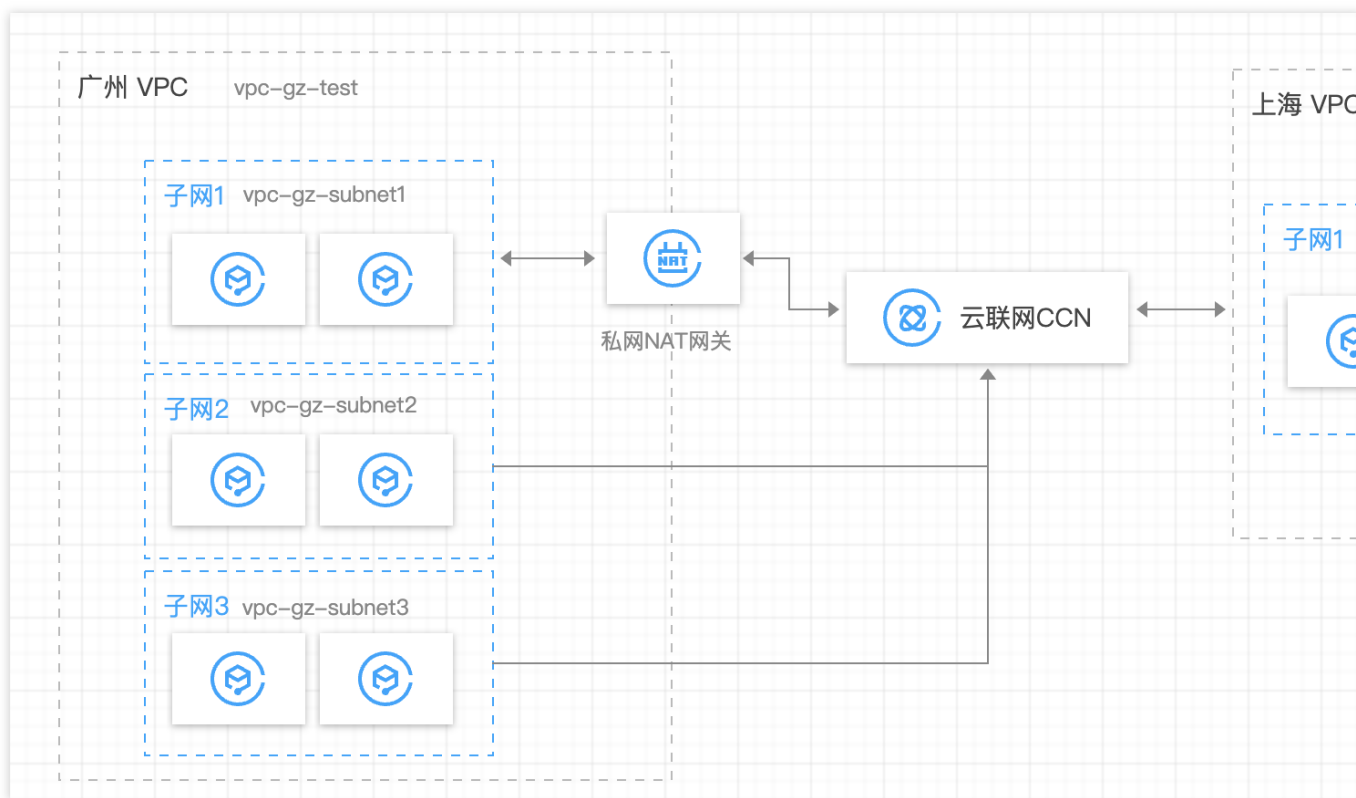 广州 VPC vpc-gz-test
上海 VPC
子网1 vpc-gz-subnet1
子网1
NAT
私网NAT网关
云联网CCN
子网2 vpc-gz-subnet2
子网3 vpc-gz-subnet3